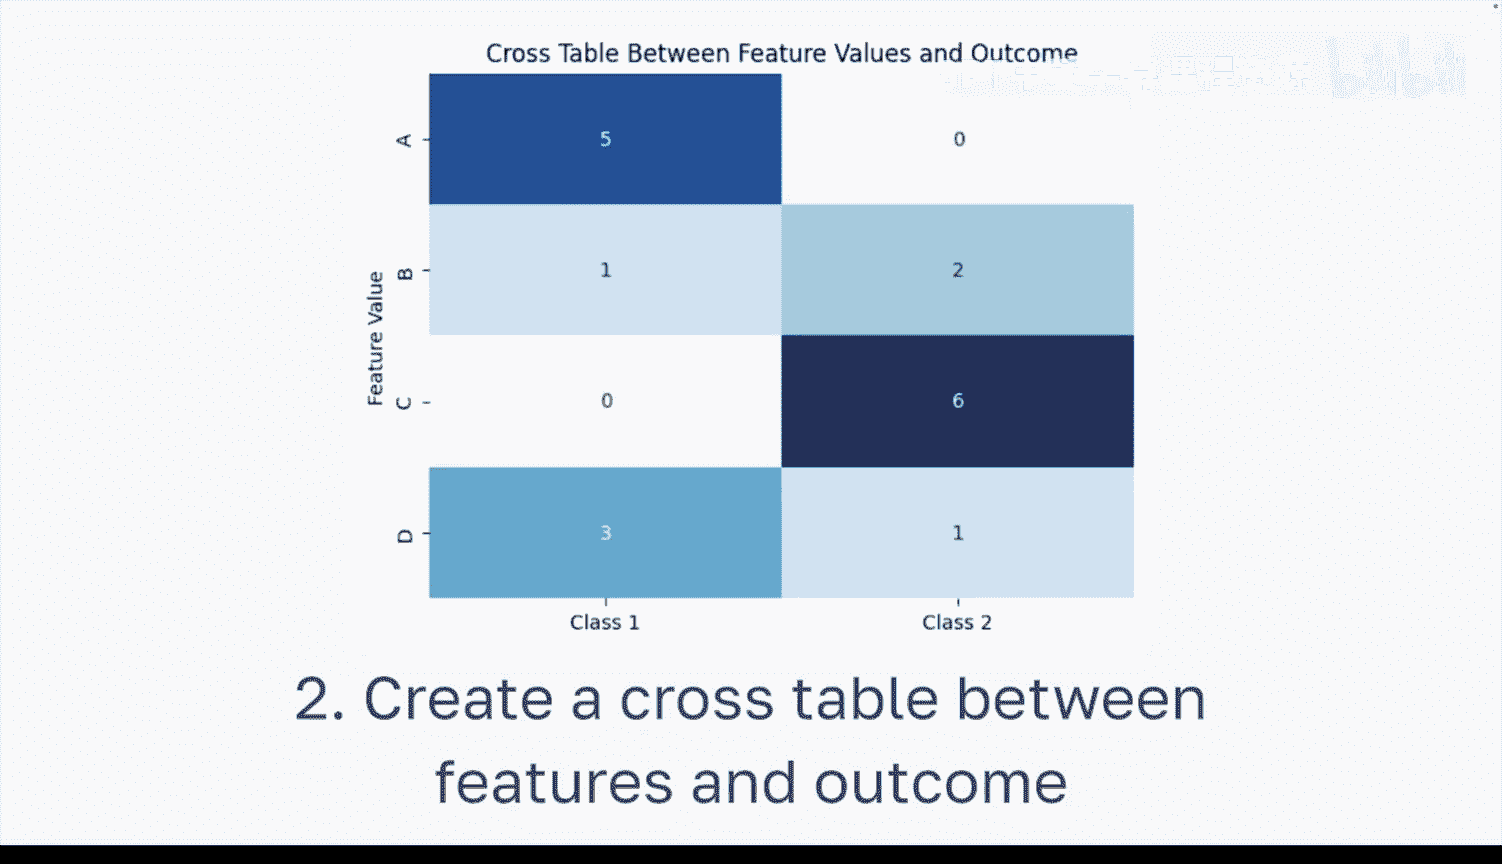 Cross Table Between Feature Values and Outcome
A
5
0
B
1
2
Feature Value
C
0
6
D
3
1
Class 1
Class 2
2. Create a cross table between
features and outcome